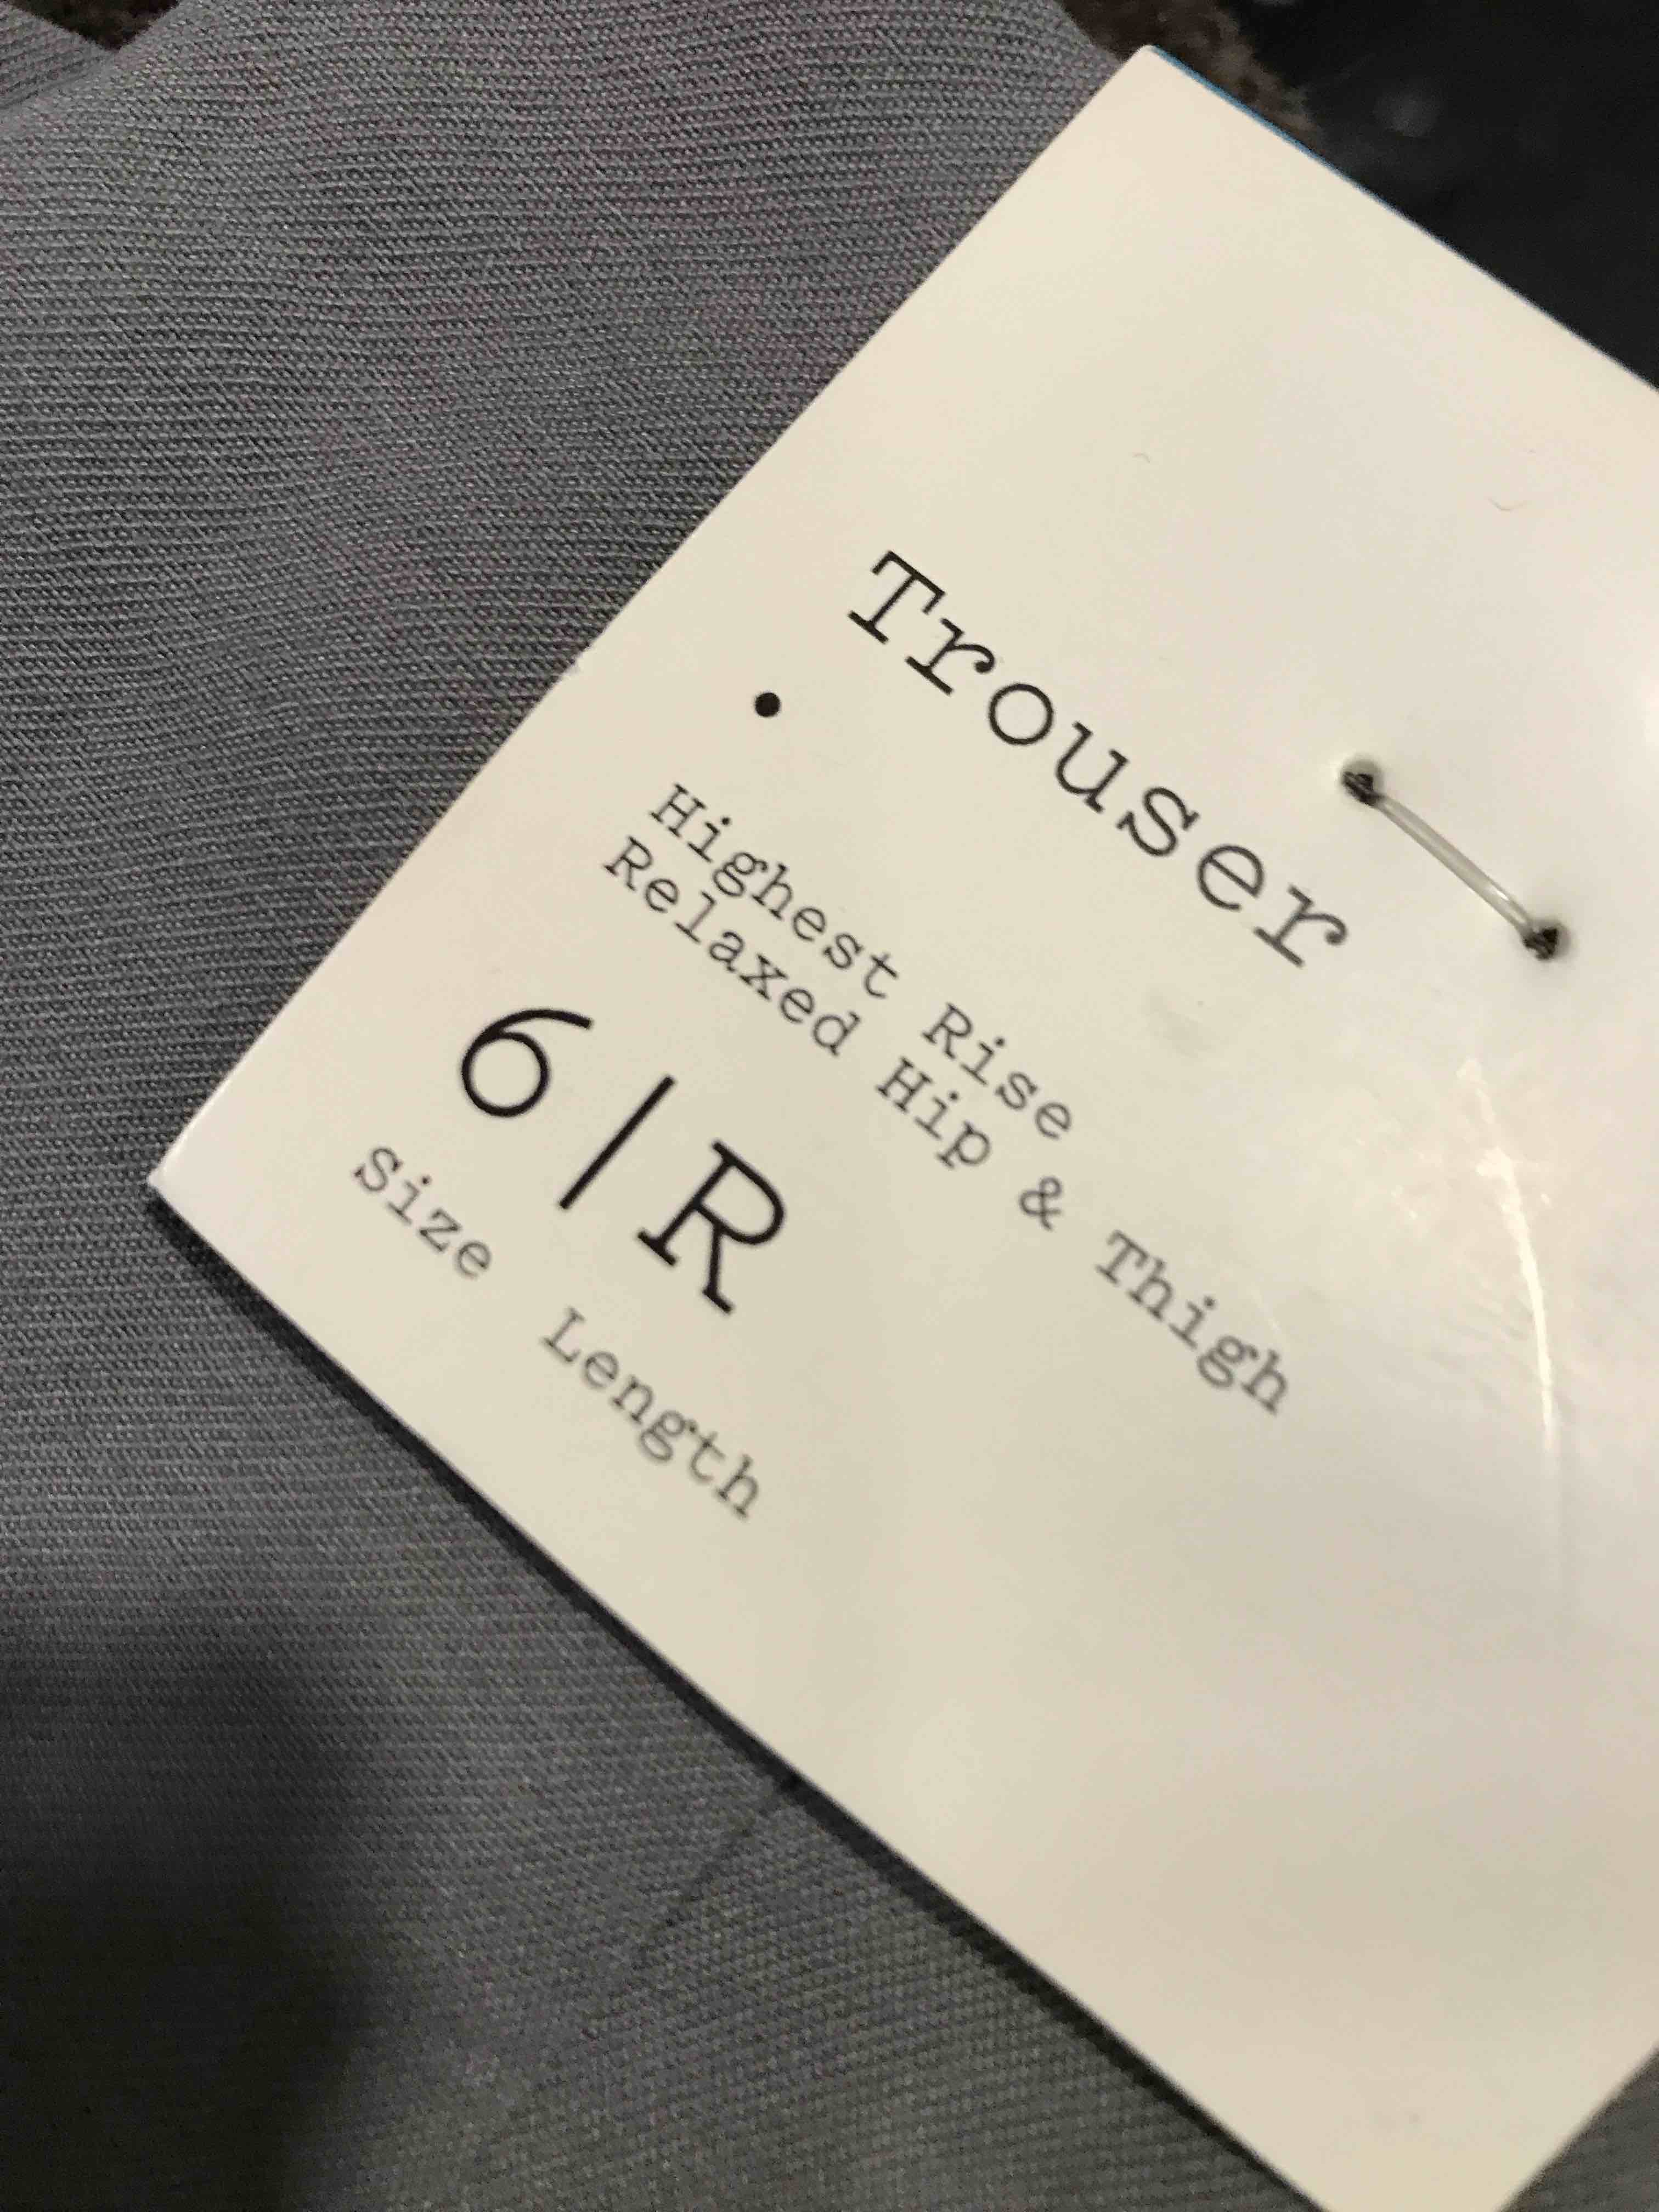 Trouser
•
Highest Rise
Relaxed Hip & Thigh
6 | R
Size Length